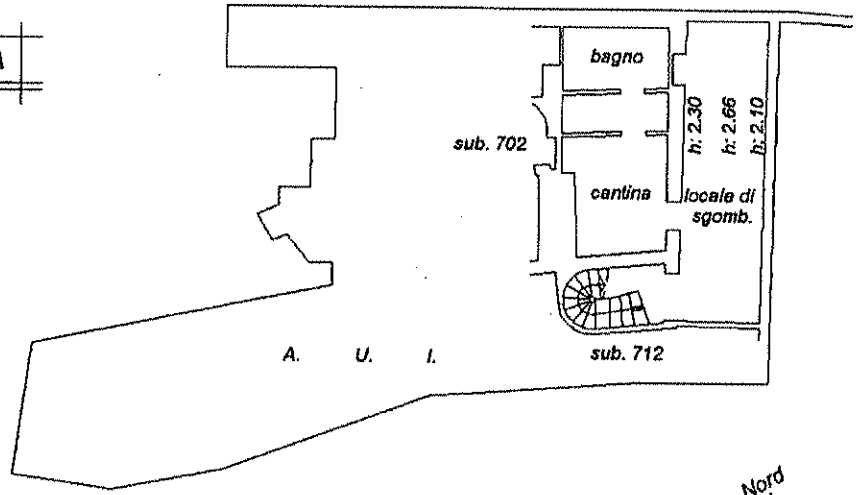 bagno
h: 2.30
h: 2.66
h: 2.10
sub. 702
cantina
locale di
sgomb.
A. U. I.
sub. 712
Nord